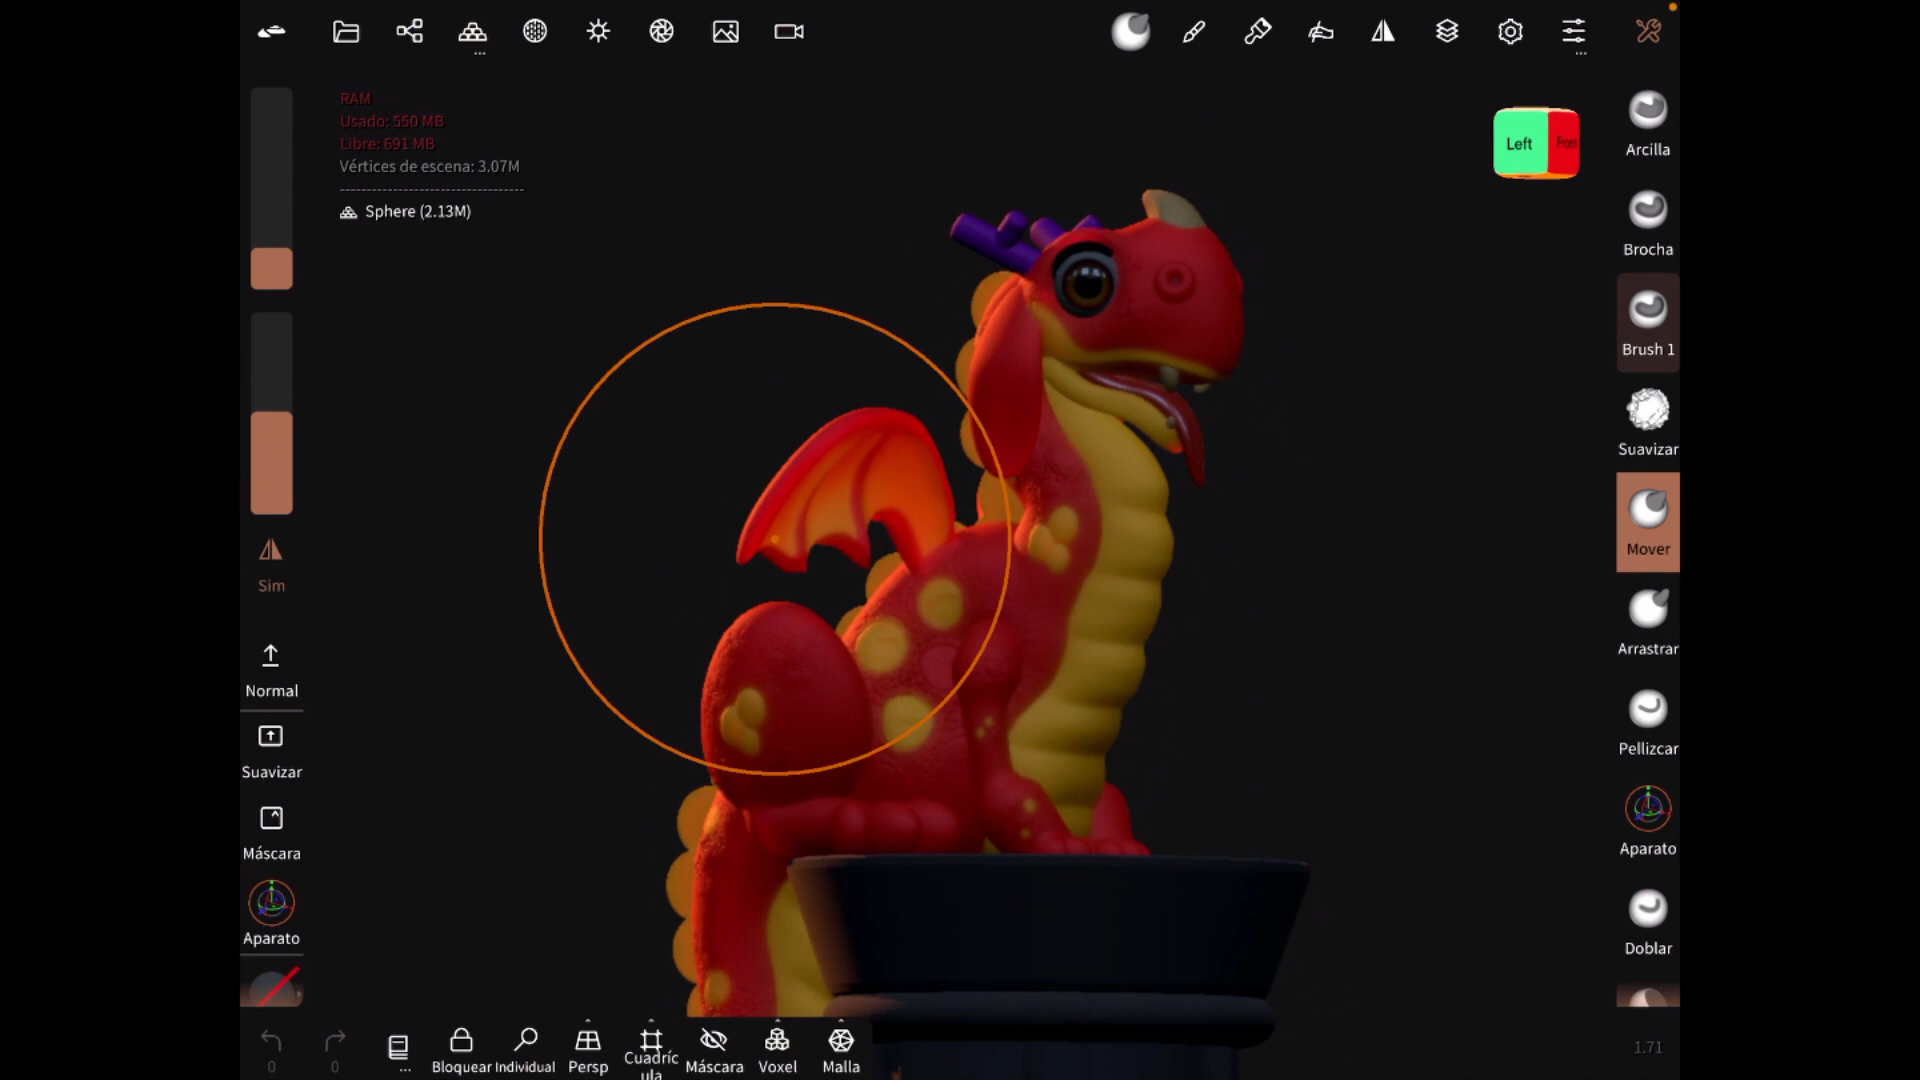 RAM
Usado: 550 MB
Libre: 691 MB
Vértices de escena: 3.07M
Sphere (2.13M)
Left
Front
Arcilla
Brocha
Brush 1
Suavizar
Mover
Arrastrar
Pellizcar
Aparato
Doblar
1.71
Sim
Normal
Suavizar
Máscara
Aparato
0
0
...
Bloquear
Individual
Persp
Cuadríc
ula
Máscara
Voxel
Malla